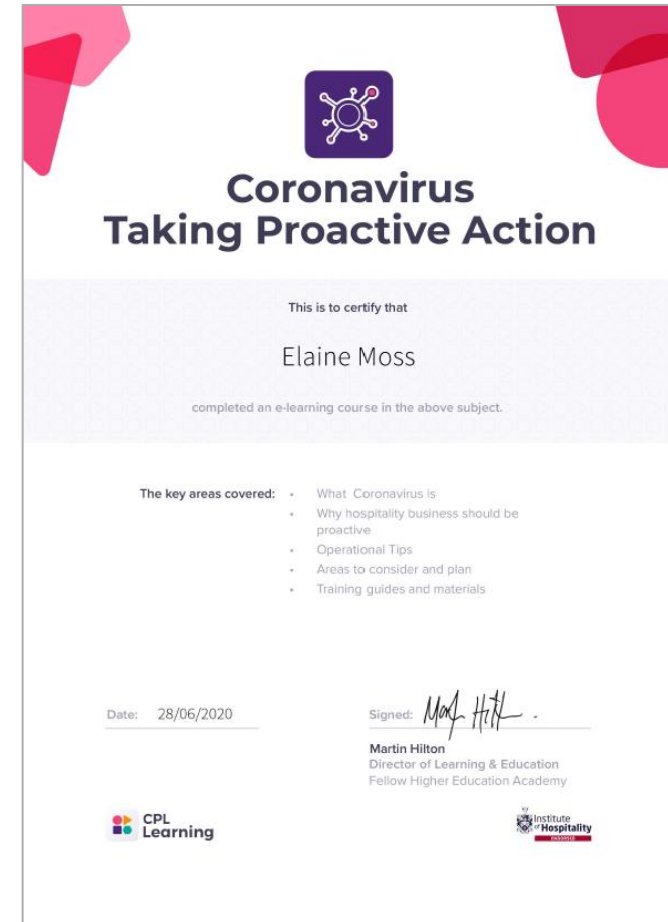 Coronavirus
Taking Proactive Action
This is to certify that
Elaine Moss
completed an e-learning course in the above subject.
The key areas covered:
• What Coronavirus is
• Why hospitality business should be
proactive
• Operational Tips
• Areas to consider and plan
• Training guides and materials
Date: 28/06/2020
Signed: Mart Hilt
Martin Hilton
Director of Learning & Education
Fellow Higher Education Academy
CPL
Learning
Institute
of Hospitality
ENDORSED